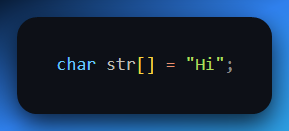 char str[] = "Hi";